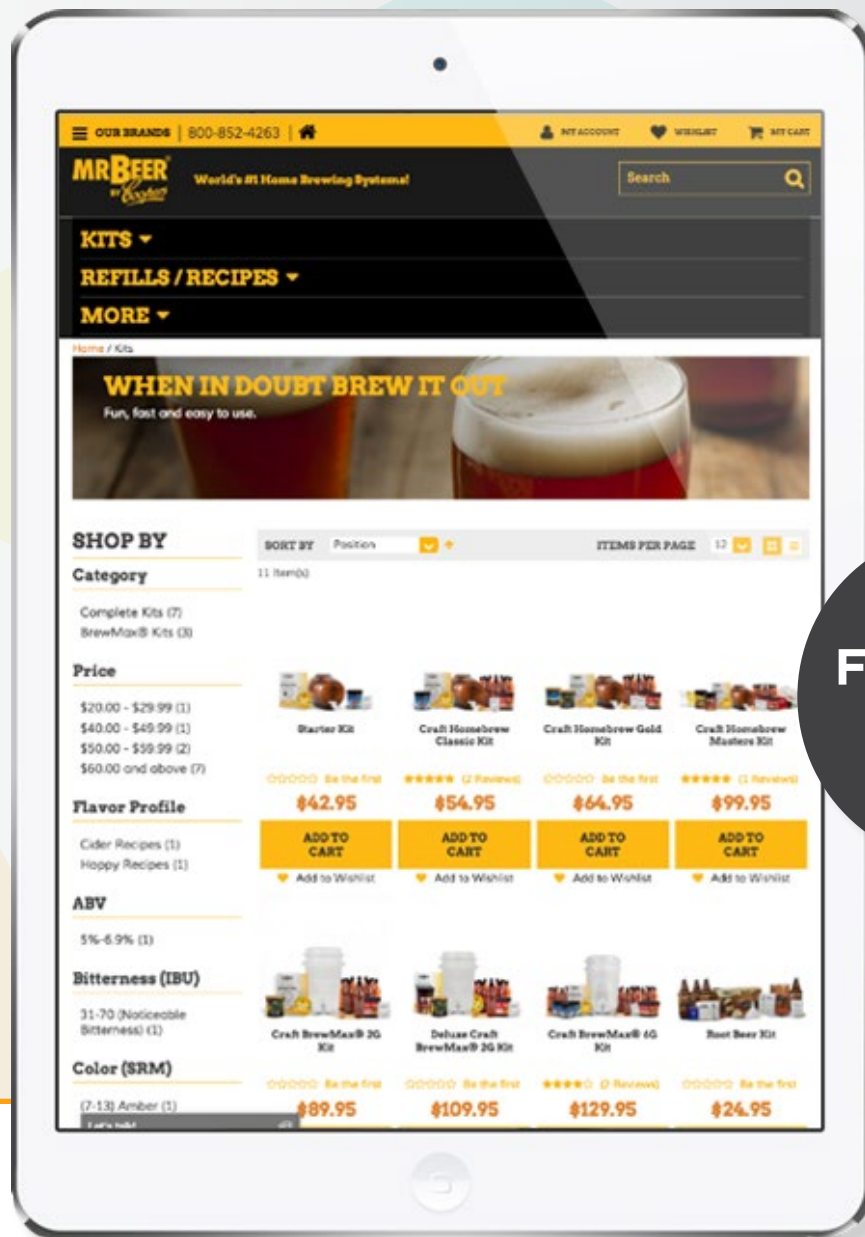 OUR BRANDS | 800-852-4263 |
MY ACCOUNT
WISHLIST
MY CART
MRBEER®
BY Coopers
World's #1 Home Brewing Systems!
Search
KITS
REFILLS / RECIPES
MORE
Home / Kits
WHEN IN DOUBT BREW IT OUT
Fun, fast and easy to use.
SHOP BY
Category
Complete Kits (7)
BrewMax® Kits (3)
Price
$20.00 - $29.99 (1)
$40.00 - $49.99 (1)
$50.00 - $59.99 (2)
$60.00 and above (7)
Flavor Profile
Cider Recipes (1)
Hoppy Recipes (1)
ABV
5%-6.9% (1)
Bitterness (IBU)
31-70 (Noticeable
Bitterness) (1)
Color (SRM)
(7-13) Amber (1)
Let's talk!
SORT BY Position
ITEMS PER PAGE 12
11 Item(s)
Starter Kit
Be the first
$42.95
ADD TO
CART
Add to Wishlist
Craft Homebrew
Classic Kit
(2 Reviews)
$54.95
ADD TO
CART
Add to Wishlist
Craft Homebrew Gold
Kit
Be the first
$64.95
ADD TO
CART
Add to Wishlist
Craft Homebrew
Masters Kit
(1 Reviews)
$99.95
ADD TO
CART
Add to Wishlist
Craft BrewMax® 2G
Kit
Be the first
$89.95
Deluxe Craft
BrewMax® 2G Kit
Be the first
$109.95
Craft BrewMax® 6G
Kit
Reviews)
$129.95
Root Beer Kit
Be the first
$24.95
F